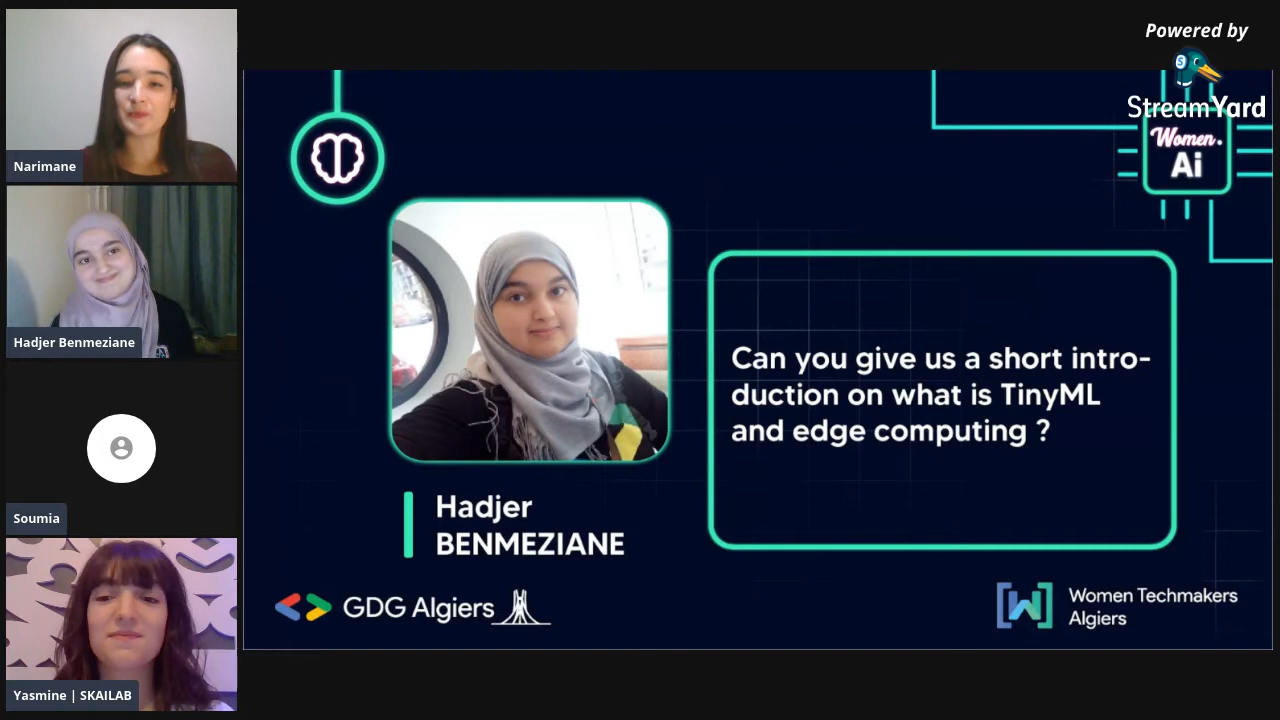 Narimane
Hadjer Benmeziane
Soumia
Yasmine | SKAILAB
Powered by
StreamYard
Women.
Ai
Can you give us a short intro-
duction on what is TinyML
and edge computing ?
Hadjer
BENMEZIANE
GDG Algiers
Women Techmakers
Algiers